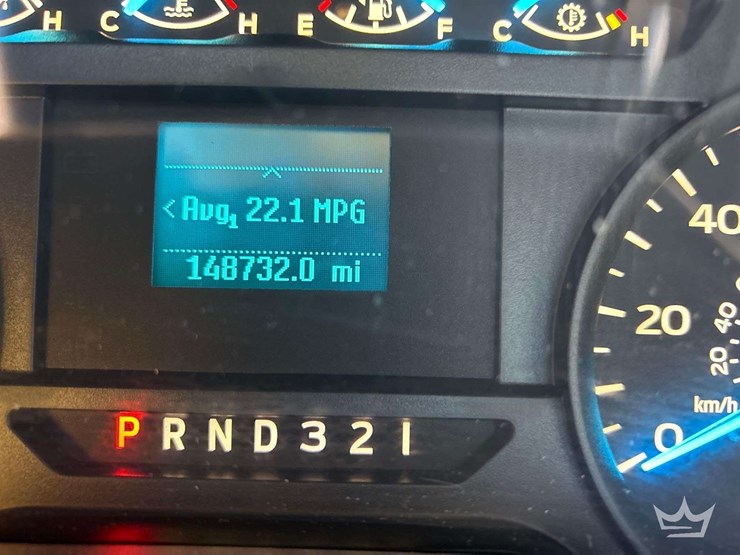 H C H E F C H
< Avg1 22.1 MPG
148732.0 mi
40
20
40
20
km/h
0
P R N D 3 2 1